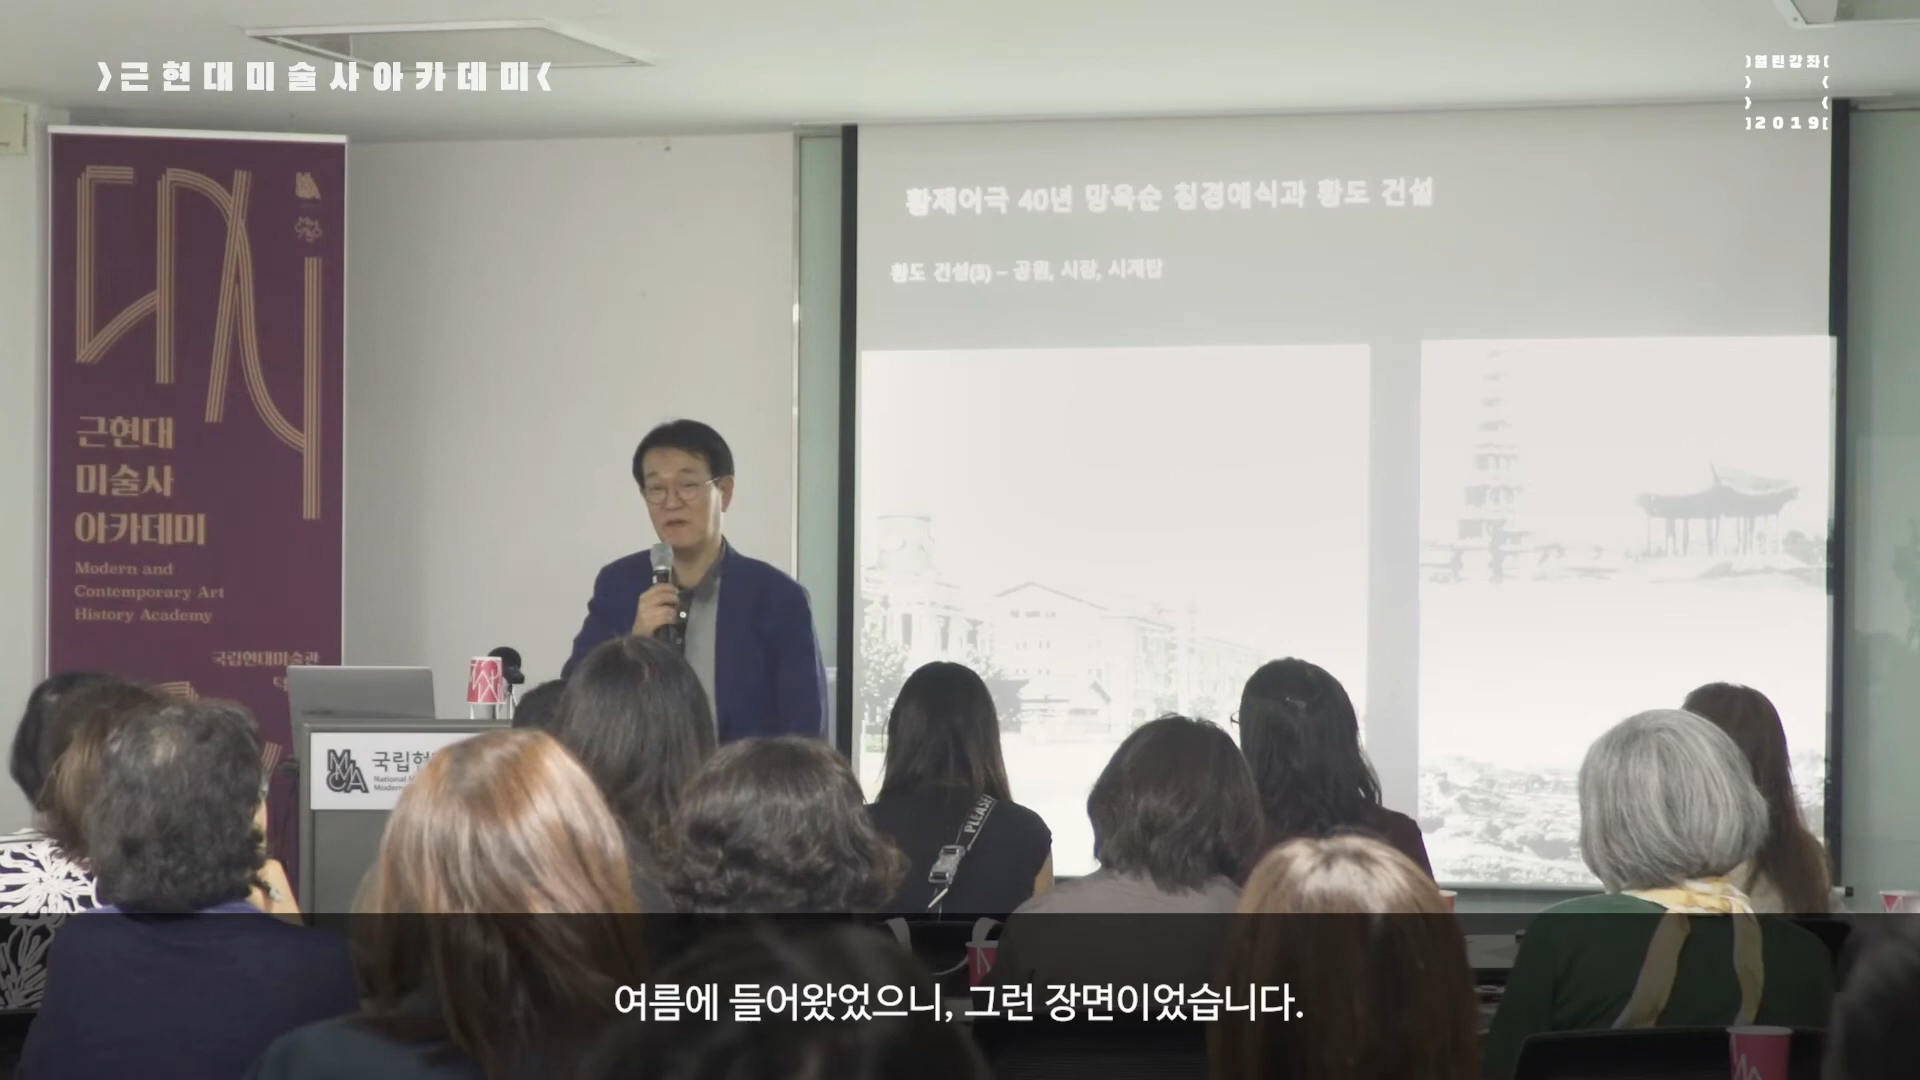 근현대미술사아카데미
열린강좌
2019
황제어극 40년 망육순 칭경예식과 황도 건설
황도 건설(3) – 공원, 시장, 시계탑
근현대
미술사
아카데미
Modern and
Contemporary Art
History Academy
국립현대미술관
MMCA
국립현
National
Modern
PLEASE
여름에 들어왔었으니, 그런 장면이었습니다.